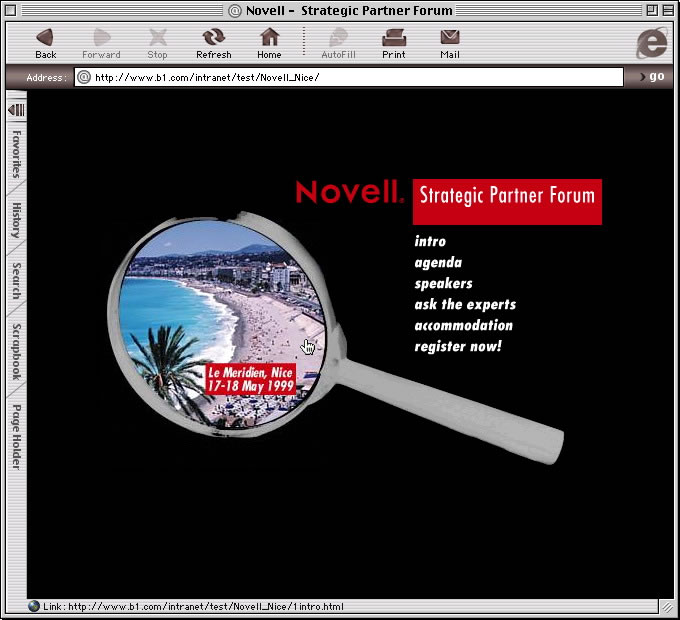 Novell - Strategic Partner Forum
Back
Forward
Stop
Refresh
Home
AutoFill
Print
Mail
Address:
http://www.b1.com/intranet/test/Novell_Nice/
go
Favorites
History
Search
Scrapbook
Page Holder
Novell®
Strategic Partner Forum
intro
agenda
speakers
ask the experts
accommodation
register now!
Le Meridien, Nice
17-18 May 1999
Link: http://www.b1.com/intranet/test/Novell_Nice/1intro.html